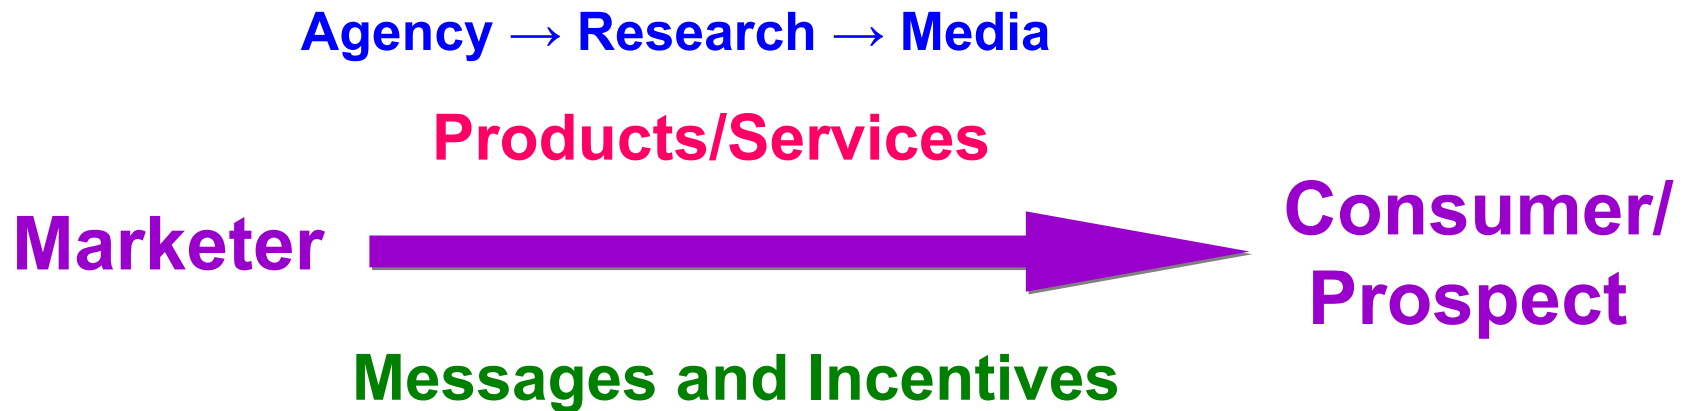 Agency → Research → Media
Products/Services
Marketer
Consumer/
Prospect
Messages and Incentives